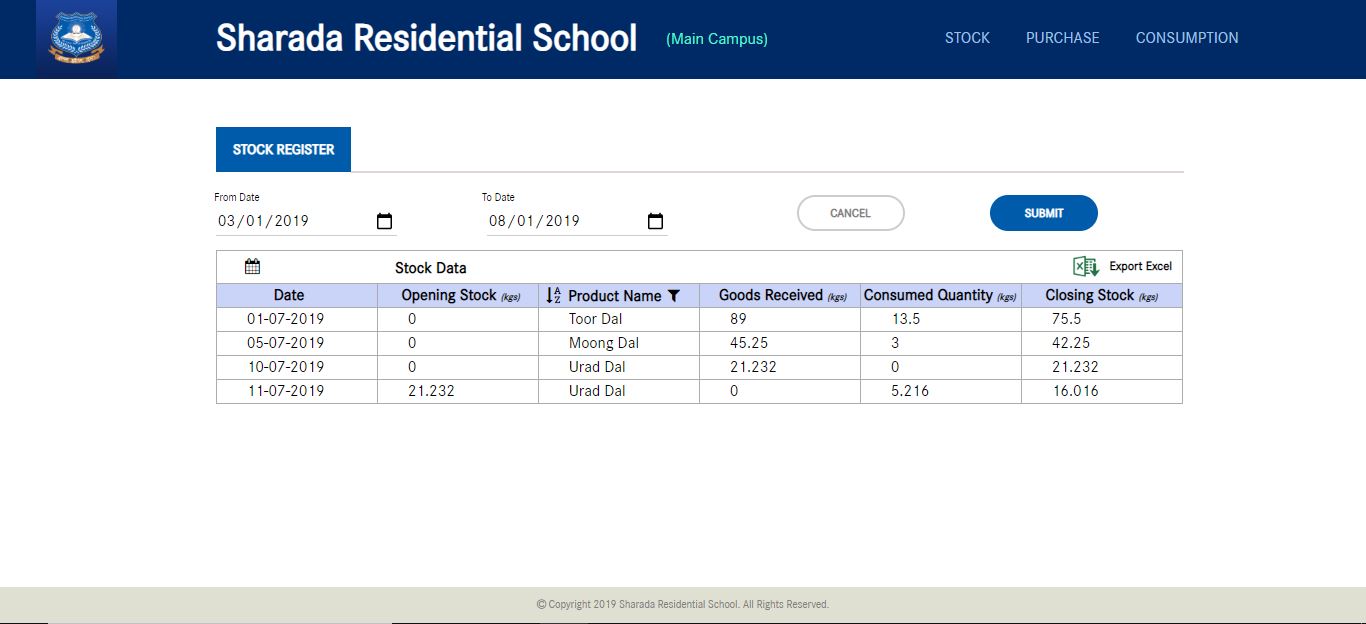 Sharada Residential School (Main Campus) STOCK PURCHASE CONSUMPTION
STOCK REGISTER
From Date To Date
03/01/2019 08/01/2019 CANCEL SUBMIT
Stock Data Export Excel
Date Opening Stock (kgs) Product Name Goods Received (kgs) Consumed Quantity (kgs) Closing Stock (kgs)
01-07-2019 0 Toor Dal 89 13.5 75.5
05-07-2019 0 Moong Dal 45.25 3 42.25
10-07-2019 0 Urad Dal 21.232 0 21.232
11-07-2019 21.232 Urad Dal 0 5.216 16.016
© Copyright 2019 Sharada Residential School. All Rights Reserved.